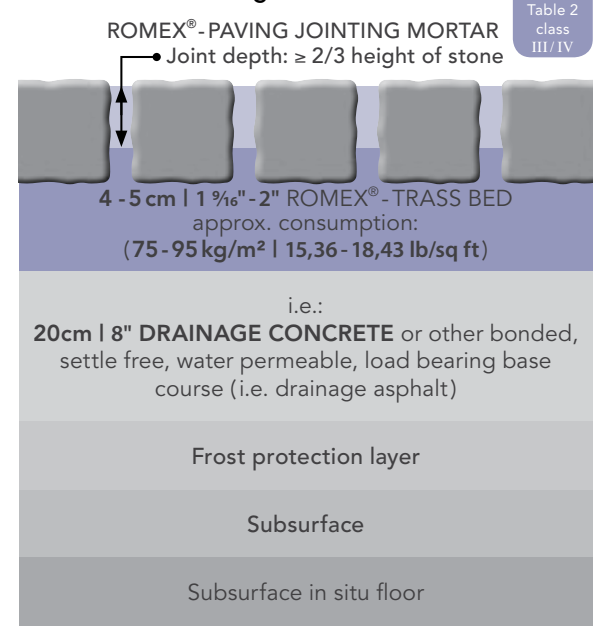 Table 2
class
III / IV
ROMEX®-PAVING JOINTING MORTAR
Joint depth: ≥ 2/3 height of stone
4 - 5 cm | 1 9⁄16" - 2" ROMEX® - TRASS BED
approx. consumption:
(75 - 95 kg/m² | 15,36 - 18,43 lb/sq ft)
i.e.:
20cm | 8" DRAINAGE CONCRETE or other bonded,
settle free, water permeable, load bearing base
course (i.e. drainage asphalt)
Frost protection layer
Subsurface
Subsurface in situ floor